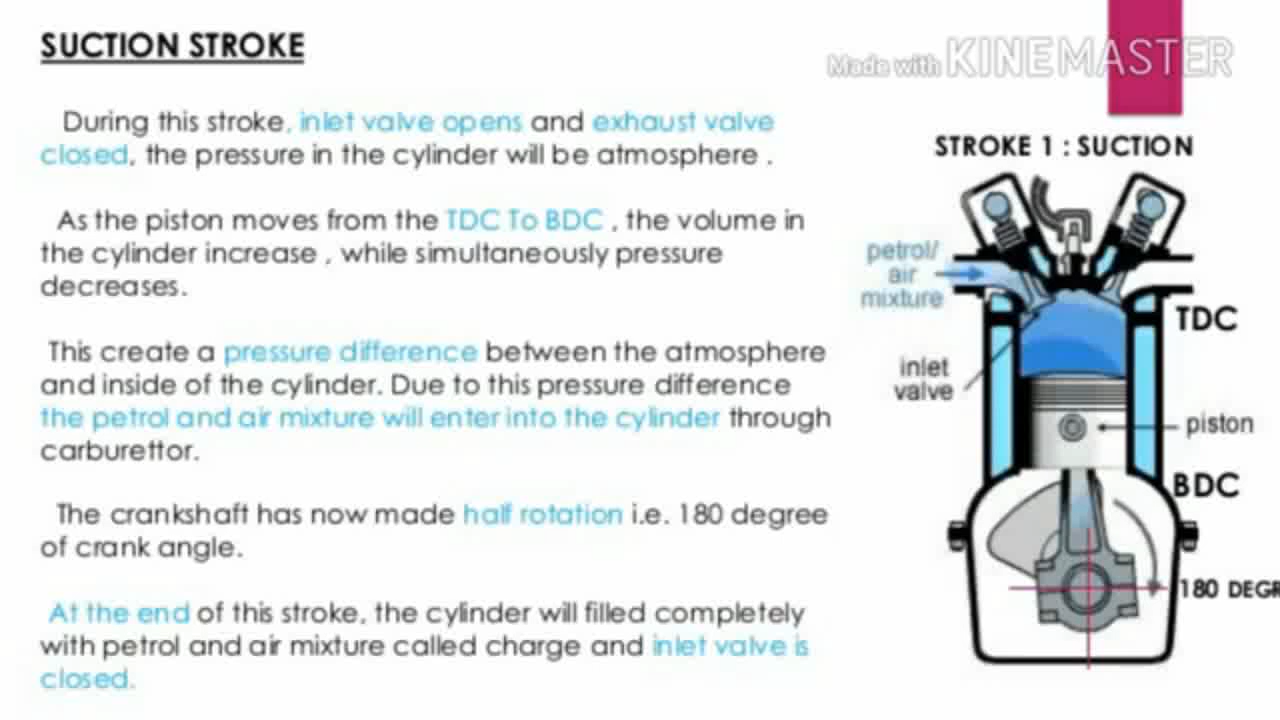 SUCTION STROKE
Made with KINEMASTER
During this stroke, inlet valve opens and exhaust valve
closed, the pressure in the cylinder will be atmosphere .
As the piston moves from the TDC To BDC , the volume in
the cylinder increase , while simultaneously pressure
decreases.
This create a pressure difference between the atmosphere
and inside of the cylinder. Due to this pressure difference
the petrol and air mixture will enter into the cylinder through
carburettor.
The crankshaft has now made half rotation i.e. 180 degree
of crank angle.
At the end of this stroke, the cylinder will filled completely
with petrol and air mixture called charge and inlet valve is
closed.
STROKE 1 : SUCTION
petrol/
air
mixture
TDC
inlet
valve
piston
BDC
180 DEGR